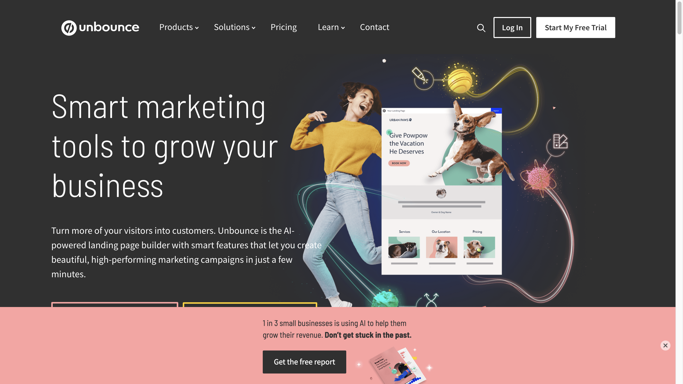 unbounce
Products
Solutions
Pricing
Learn
Contact
Log In
Start My Free Trial
Smart marketing
tools to grow your
business
Turn more of your visitors into customers. Unbounce is the AI-
powered landing page builder with smart features that let you create
beautiful, high-performing marketing campaigns in just a few
minutes.
URBAN PAWS
Give Powpow
the Vacation
He Deserves
BOOK NOW
Services
Our Location
Pricing
1 in 3 small businesses is using AI to help them
grow their revenue. Don't get stuck in the past.
Get the free report